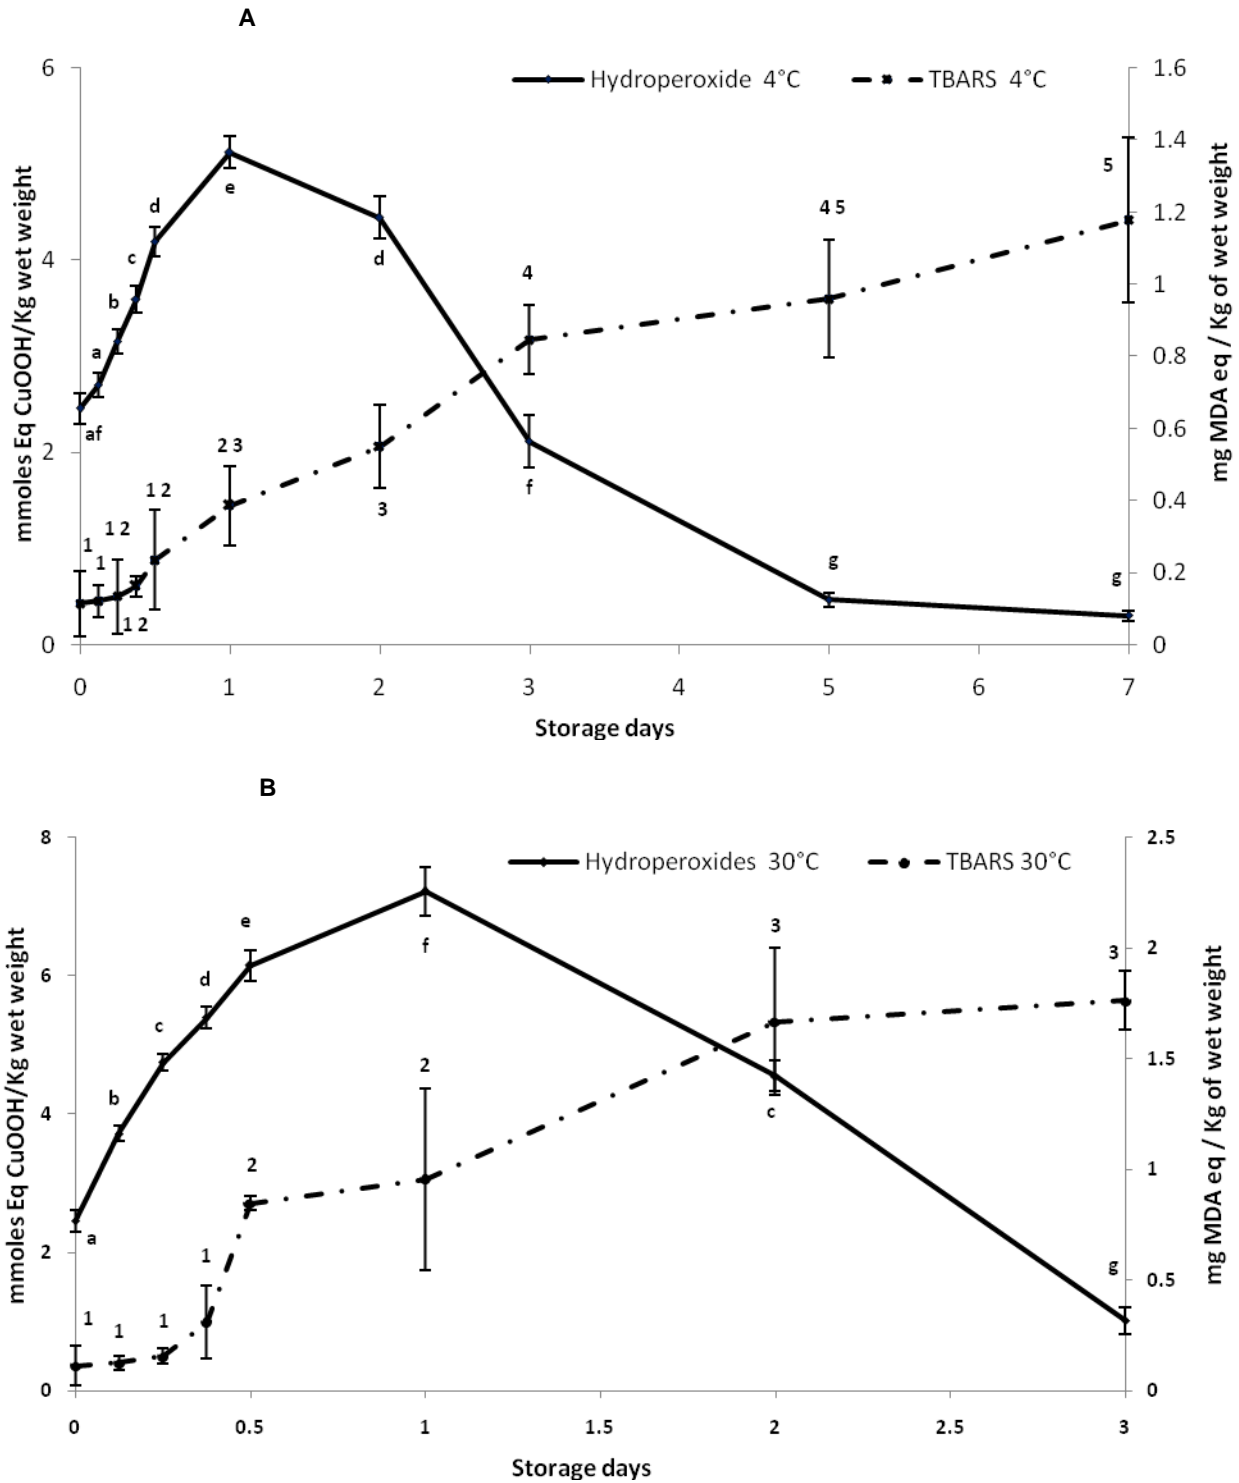 A
Hydroperoxide 4°C
TBARS 4°C
mmoles Eq CuOOH/Kg wet weight
6
4
2
0
1.6
1.4
1.2
1
0.8
0.6
0.4
0.2
0
mg MDA eq / Kg of wet weight
af
a
b
c
d
e
d
f
g
g
1
1
1 2
1 2
1 2
2 3
3
4
4 5
5
0 1 2 3 4 5 6 7
Storage days
B
Hydroperoxides 30°C
TBARS 30°C
mmoles Eq CuOOH/Kg wet weight
8
6
4
2
0
2.5
2
1.5
1
0.5
0
mg MDA eq / Kg of wet weight
a
b
c
d
e
f
c
g
1
1
1
1
2
2
3
3
0 0.5 1 1.5 2 2.5 3
Storage days